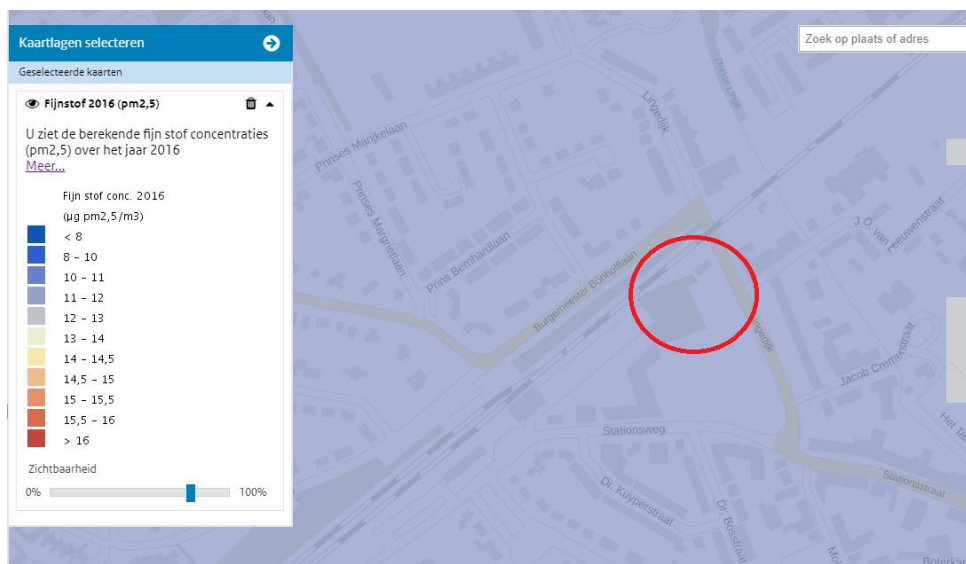 Kaartlagen selecteren
Geselecteerde kaarten
Fijnstof 2016 (pm2,5)
U ziet de berekende fijn stof concentraties
(pm2,5) over het jaar 2016
Meer...
Fijn stof conc. 2016
(µg pm2,5/m3)
< 8
8 - 10
10 - 11
11 - 12
12 - 13
13 - 14
14 - 14,5
14,5 - 15
15 - 15,5
15,5 - 16
> 16
Zichtbaarheid
0% 100%
Zoek op plaats of adres
Lingedijk
Prinses Marijkelaan
Prinses Margrietlaan
Prins Bernhardlaan
Burgemeester Bönhofflaan
J.D. van Leeuwenstraat
Lingedijk
Jacob Cremerstraat
Stationsweg
Het
Stationsstraat
Dr. Kuyperstraat
Dr. Bosstraat